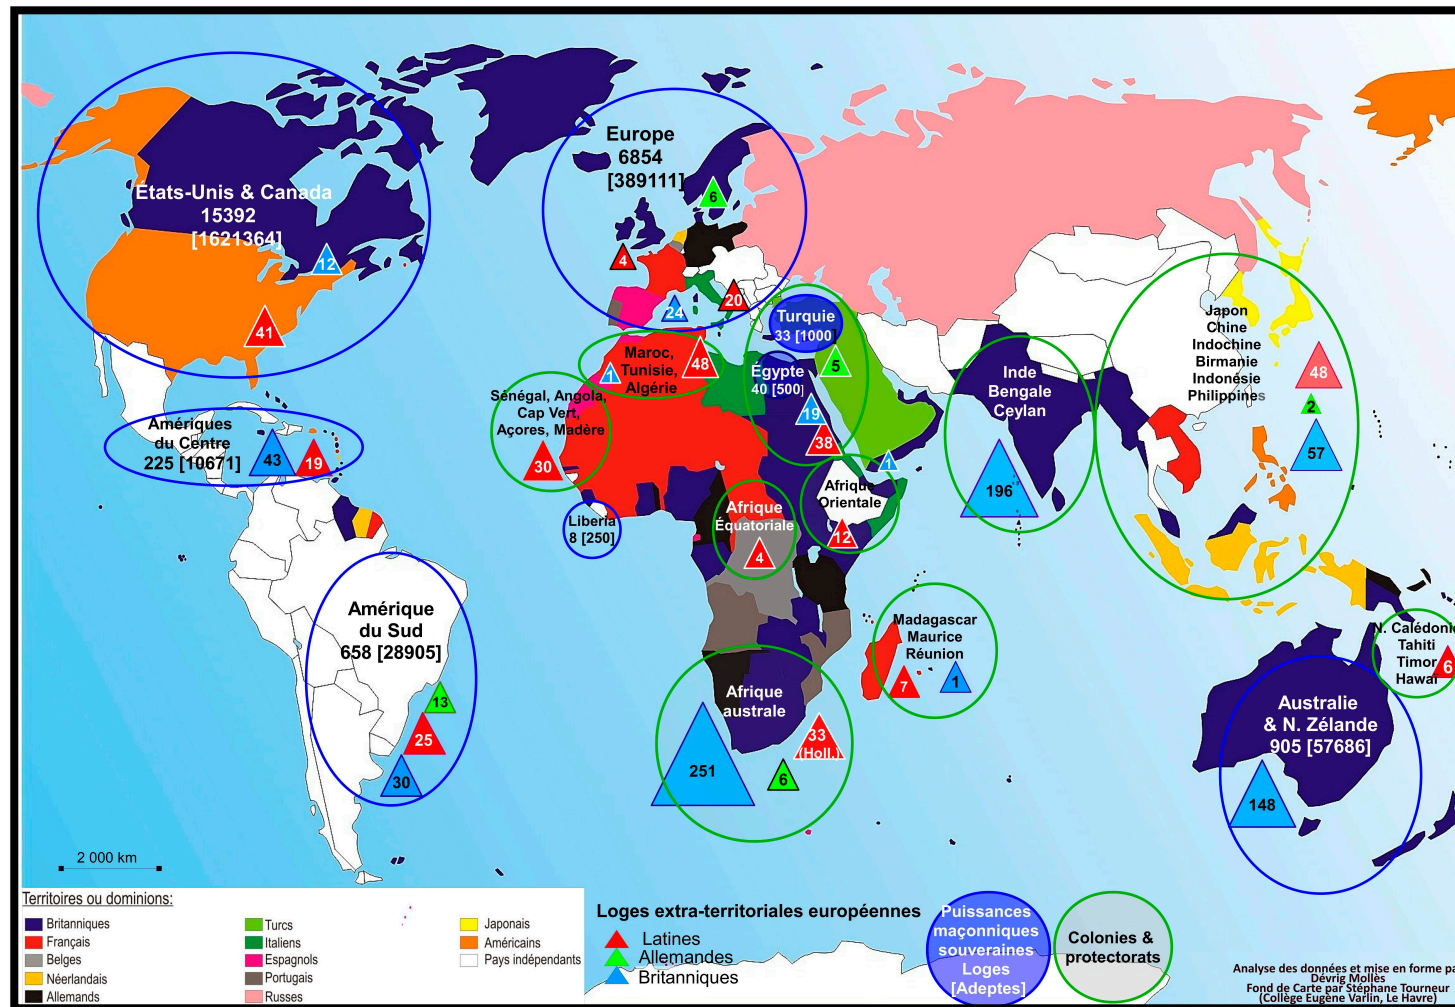 États-Unis & Canada
15392
[1621364]
12
41
Europe
6854
[389111]
6
4
20
24
Turquie
33 [1000]
5
Égypte
40 [500]
19
38
1
Maroc,
Tunisie,
Algérie
48
1
Sénégal, Angola,
Cap Vert,
Açores, Madère
30
Amériques
du Centre
225 [10671]
43
19
Liberia
8 [250]
Afrique
Équatoriale
4
Afrique
Orientale
12
Inde
Bengale
Ceylan
196
Japon
Chine
Indochine
Birmanie
Indonésie
Philippines
48
2
57
Amérique
du Sud
658 [28905]
13
25
30
Afrique
australe
251
33
(Holl.)
6
Madagascar
Maurice
Réunion
7
1
N. Calédonie
Tahiti
Timor
Hawaï
6
Australie
& N. Zélande
905 [57686]
148
2 000 km
Territoires ou dominions:
Britanniques
Français
Belges
Néerlandais
Allemands
Turcs
Italiens
Espagnols
Portugais
Russes
Japonais
Américains
Pays indépendants
Loges extra-territoriales européennes
Latines
Allemandes
Britanniques
Puissances
maçonniques
souveraines
Loges
[Adeptes]
Colonies &
protectorats
Analyse des données et mise en forme pa
Dévrig Mollès
Fond de Carte par Stéphane Tourneur
(Collège Eugène Varlin, Le Havre)